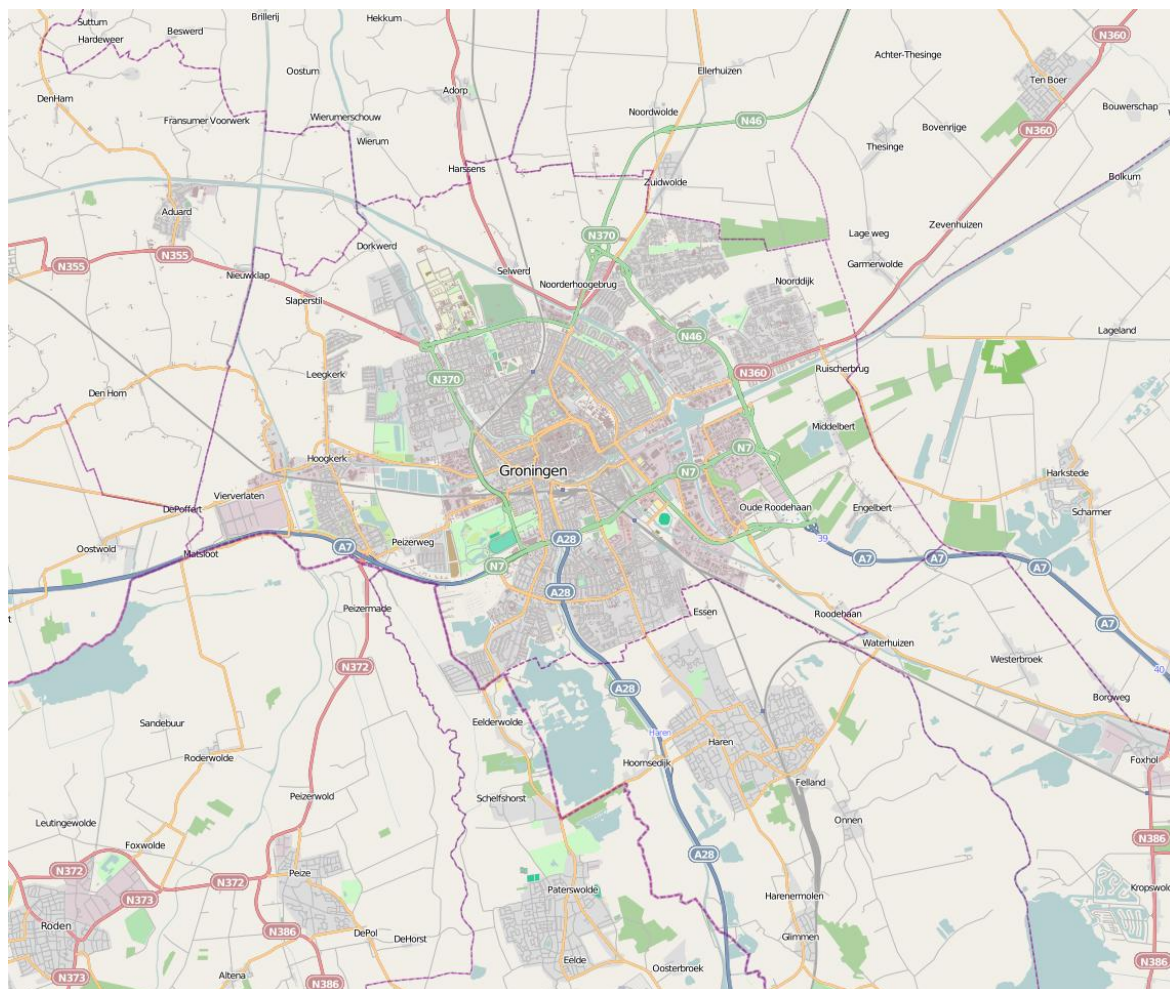 Suttum
Brillerij
Hekkum
Hardeweer
Beswerd
N360
Achter-Thesinge
Oostum
Ellerhuizen
Ten Boer
Adorp
DenHam
Bouwerschap
Fransumer Voorwerk
Wierumerschouw
Noordwolde
N46
Bovenrijge
N360
Wierum
Thesinge
Harssens
Zuidwolde
Bolkum
Aduard
Zevenhuizen
N370
Lage weg
Dorkwerd
N355
N355
Garmerwolde
Nieuwklap
Selwerd
Noorderhoogebrug
Noorddijk
Slaperstil
Lageland
N46
Leegkerk
N370
N360
Ruischerbrug
Den Horn
Middelbert
N7
Hoogkerk
Groningen
N7
Harkstede
Vierverlaten
DePoffert
Oude Roodehaan
Engelbert
Scharmer
A28
39
Peizerweg
A7
Oostwold
Matsloot
A7
A7
N7
A7
t
A28
Peizermade
Essen
Roodehaan
A7
Waterhuizen
Westerbroek
N372
40
A28
Borgweg
Sandebuur
Eelderwolde
Haren
Haren
Roderwolde
Hoornsedijk
Foxhol
Felland
Peizerwold
Schelfshorst
Leutingewolde
Onnen
Foxwolde
N386
A28
N372
Peize
N372
Paterswolde
Kropswold
N373
Harenermolen
Roden
N386
DePol
DeHorst
Glimmen
Eelde
N386
Oosterbroek
N373
Altena
N386